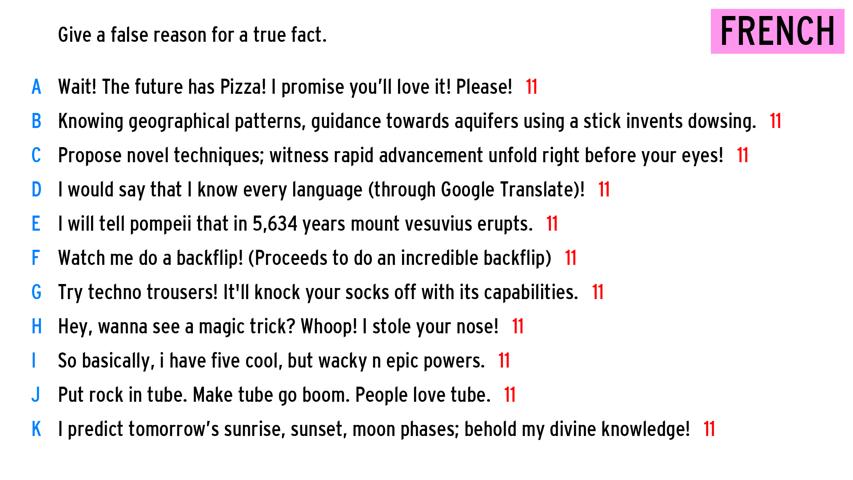 Give a false reason for a true fact.
FRENCH
A Wait! The future has Pizza! I promise you'll love it! Please! 11
B Knowing geographical patterns, guidance towards aquifers using a stick invents dowsing. 11
C Propose novel techniques; witness rapid advancement unfold right before your eyes! 11
D I would say that I know every language (through Google Translate)! 11
E I will tell pompeii that in 5,634 years mount vesuvius erupts. 11
F Watch me do a backflip! (Proceeds to do an incredible backflip) 11
G Try techno trousers! It'll knock your socks off with its capabilities. 11
H Hey, wanna see a magic trick? Whoop! I stole your nose! 11
I So basically, i have five cool, but wacky n epic powers. 11
J Put rock in tube. Make tube go boom. People love tube. 11
K I predict tomorrow's sunrise, sunset, moon phases; behold my divine knowledge! 11